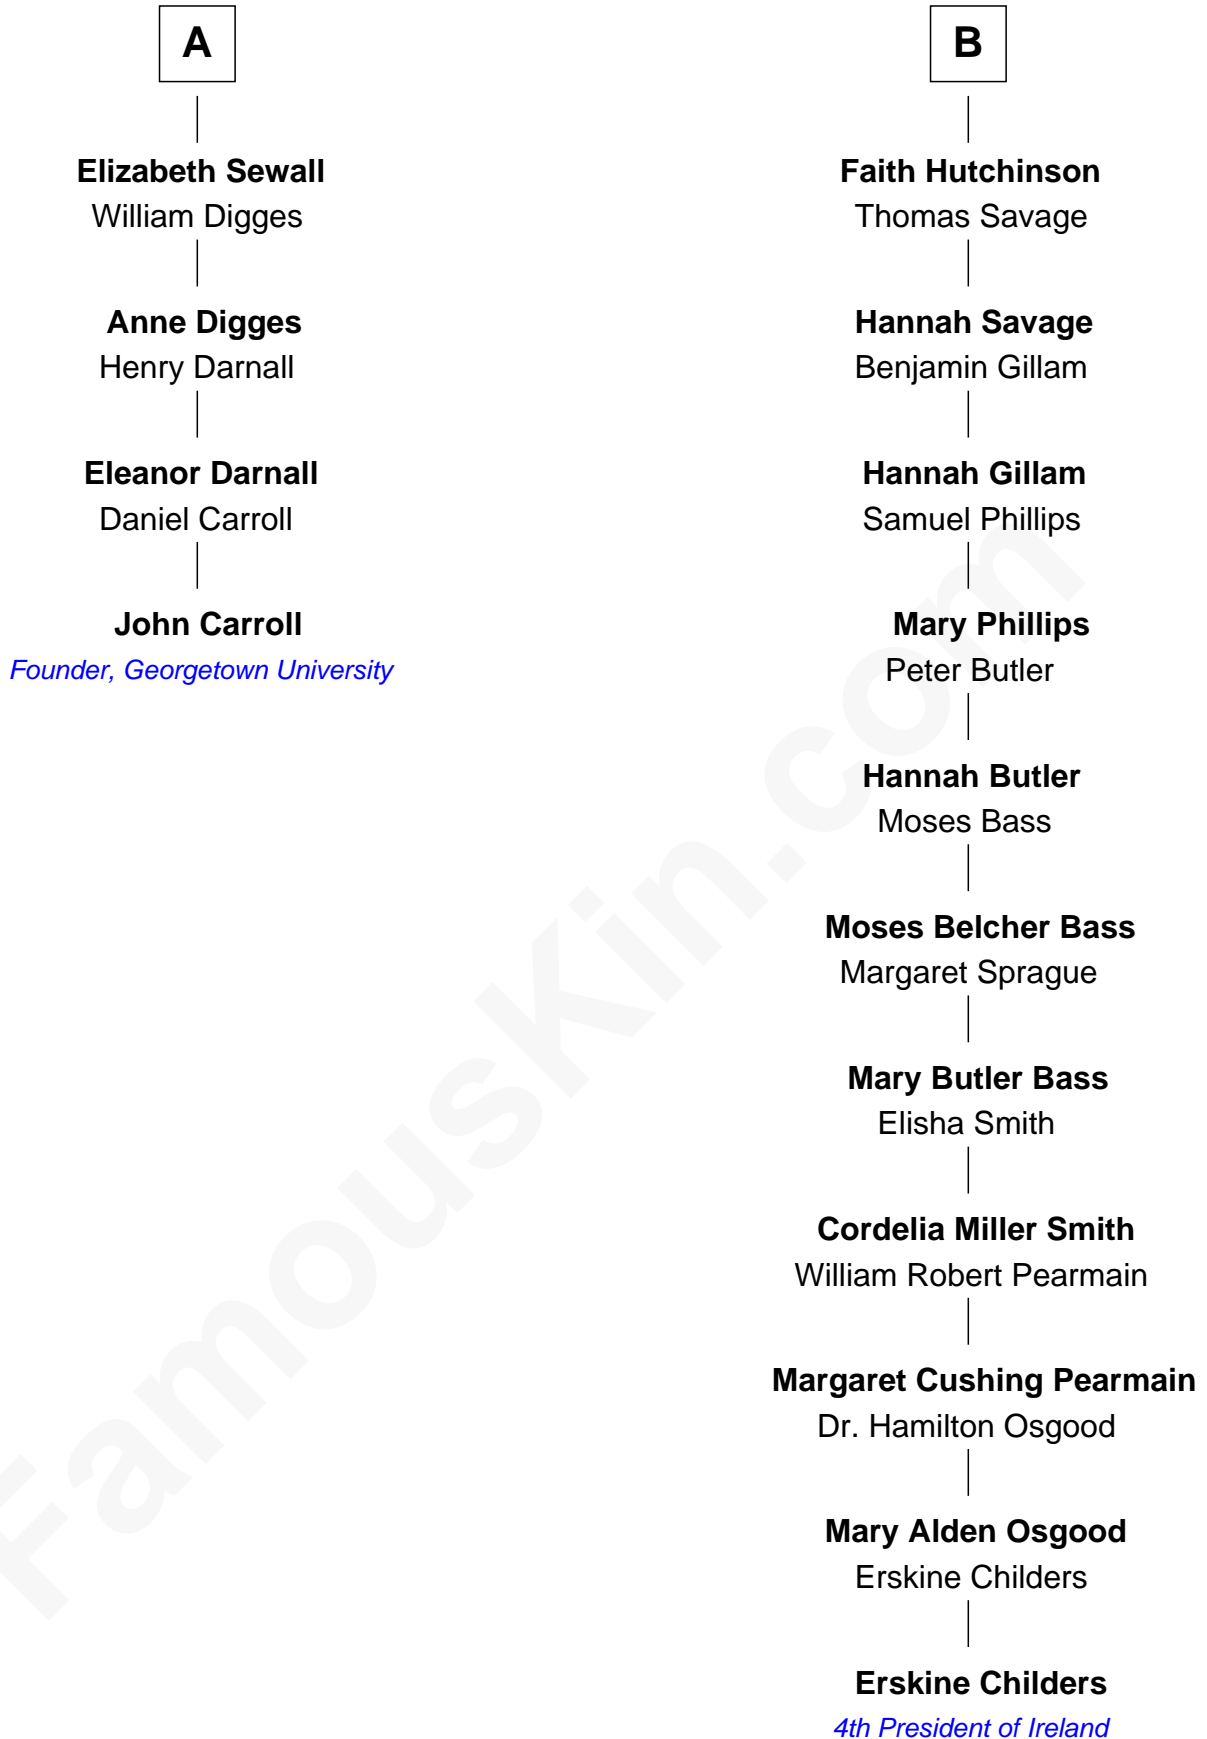 A
Elizabeth Sewall
William Digges
Anne Digges
Henry Darnall
Eleanor Darnall
Daniel Carroll
John Carroll
Founder, Georgetown University
B
Faith Hutchinson
Thomas Savage
Hannah Savage
Benjamin Gillam
Hannah Gillam
Samuel Phillips
Mary Phillips
Peter Butler
Hannah Butler
Moses Bass
Moses Belcher Bass
Margaret Sprague
Mary Butler Bass
Elisha Smith
Cordelia Miller Smith
William Robert Pearmain
Margaret Cushing Pearmain
Dr. Hamilton Osgood
Mary Alden Osgood
Erskine Childers
Erskine Childers
4th President of Ireland
FamousKin.com